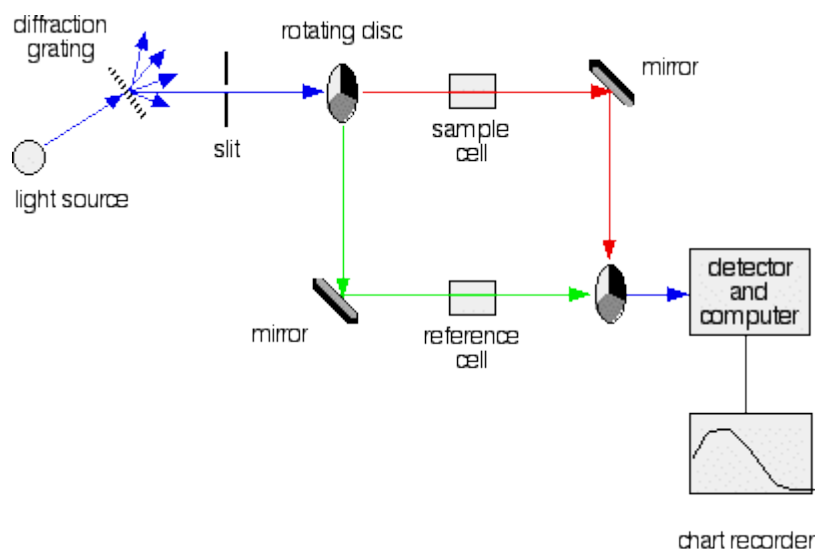 diffraction
grating
rotating disc
mirror
slit
sample
cell
light source
detector
and
computer
mirror
reference
cell
chart recorder